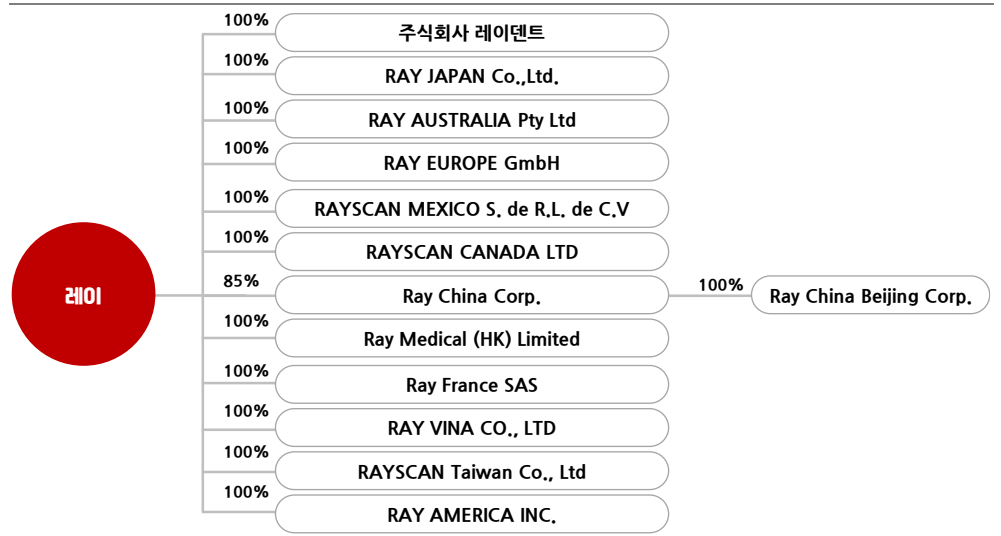 100% 주식회사 레이덴트
100% RAY JAPAN Co.,Ltd.
100% RAY AUSTRALIA Pty Ltd
100% RAY EUROPE GmbH
100% RAYSCAN MEXICO S. de R.L. de C.V
100% RAYSCAN CANADA LTD
레이 85% Ray China Corp. 100% Ray China Beijing Corp.
100% Ray Medical (HK) Limited
100% Ray France SAS
100% RAY VINA CO., LTD
100% RAYSCAN Taiwan Co., Ltd
100% RAY AMERICA INC.